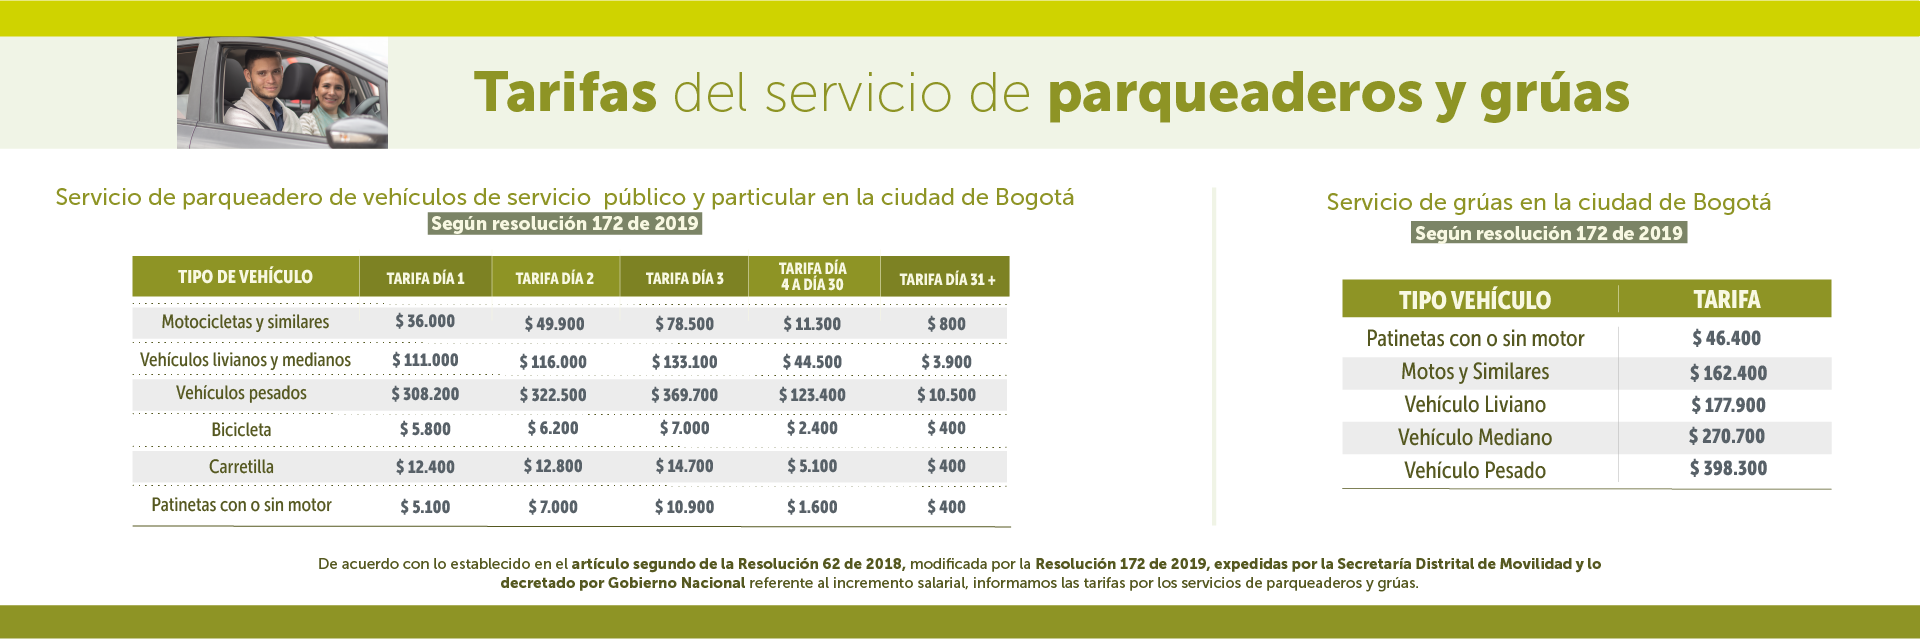 Tarifas del servicio de parqueaderos y grúas
Servicio de parqueadero de vehículos de servicio público y particular en la ciudad de Bogotá
Según resolución 172 de 2019
TIPO DE VEHÍCULO TARIFA DÍA 1 TARIFA DÍA 2 TARIFA DÍA 3 TARIFA DÍA 4 A DÍA 30 TARIFA DÍA 31 +
Motocicletas y similares $ 36.000 $ 49.900 $ 78.500 $ 11.300 $ 800
Vehículos livianos y medianos $ 111.000 $ 116.000 $ 133.100 $ 44.500 $ 3.900
Vehículos pesados $ 308.200 $ 322.500 $ 369.700 $ 123.400 $ 10.500
Bicicleta $ 5.800 $ 6.200 $ 7.000 $ 2.400 $ 400
Carretilla $ 12.400 $ 12.800 $ 14.700 $ 5.100 $ 400
Patinetas con o sin motor $ 5.100 $ 7.000 $ 10.900 $ 1.600 $ 400
Servicio de grúas en la ciudad de Bogotá
Según resolución 172 de 2019
TIPO VEHÍCULO TARIFA
Patinetas con o sin motor $ 46.400
Motos y Similares $ 162.400
Vehículo Liviano $ 177.900
Vehículo Mediano $ 270.700
Vehículo Pesado $ 398.300
De acuerdo con lo establecido en el artículo segundo de la Resolución 62 de 2018, modificada por la Resolución 172 de 2019, expedidas por la Secretaría Distrital de Movilidad y lo
decretado por Gobierno Nacional referente al incremento salarial, informamos las tarifas por los servicios de parqueaderos y grúas.